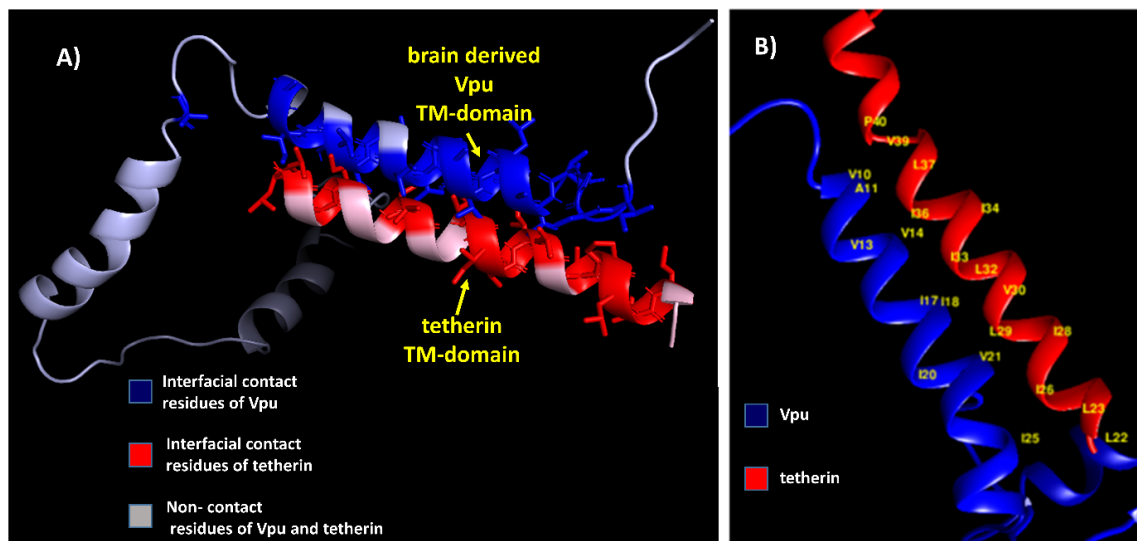 A)
brain derived
Vpu
TM-domain
tetherin
TM-domain
Interfacial contact
residues of Vpu
Interfacial contact
residues of tetherin
Non- contact
residues of Vpu and tetherin
B)
P40
V39
L37
V10
A11
I36
I34
V14
V13
I33
L32
V30
I17
I18
L29
I28
V21
I20
I26
L23
I25
L22
Vpu
tetherin